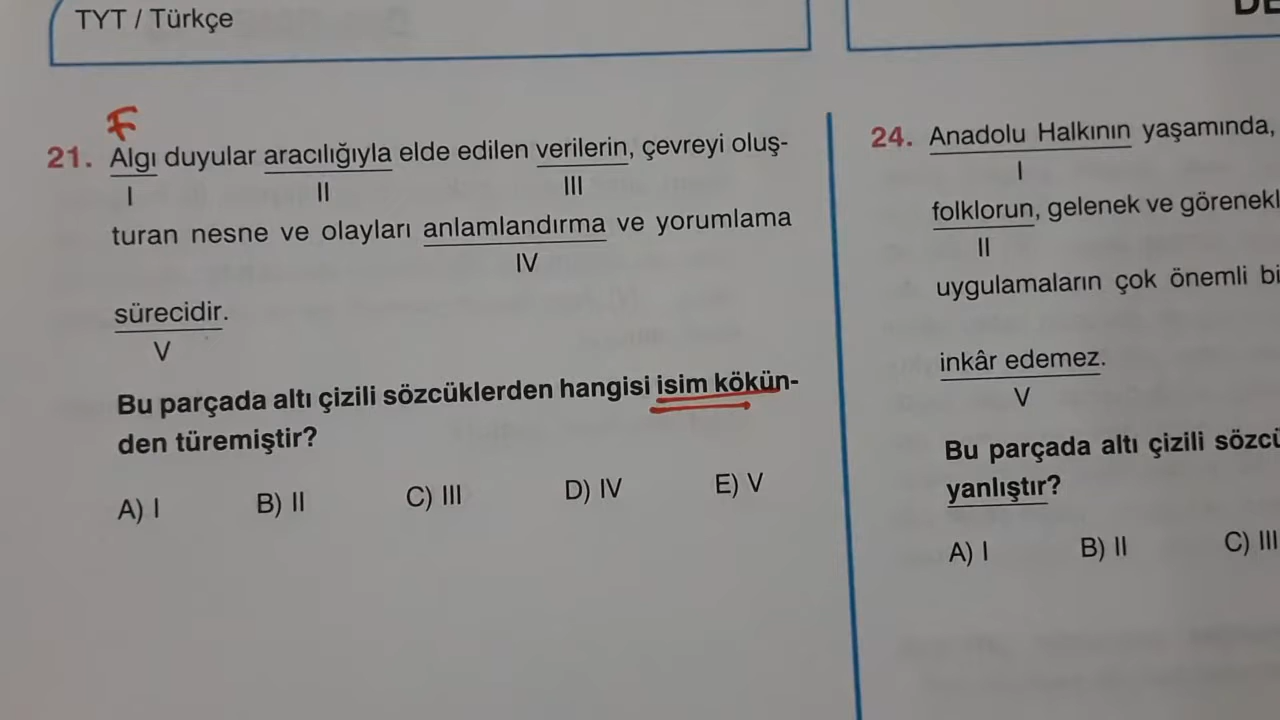 TYT / Türkçe
F
21. Algı duyular aracılığıyla elde edilen verilerin, çevreyi oluş-
I II III
turan nesne ve olayları anlamlandırma ve yorumlama
IV
sürecidir.
V
Bu parçada altı çizili sözcüklerden hangisi isim kökün-
den türemiştir?
A) I B) II C) III D) IV E) V
24. Anadolu Halkının yaşamında,
I
folklorun, gelenek ve görenekl
II
uygulamaların çok önemli bi
inkâr edemez.
V
Bu parçada altı çizili sözcü
yanlıştır?
A) I B) II C) III